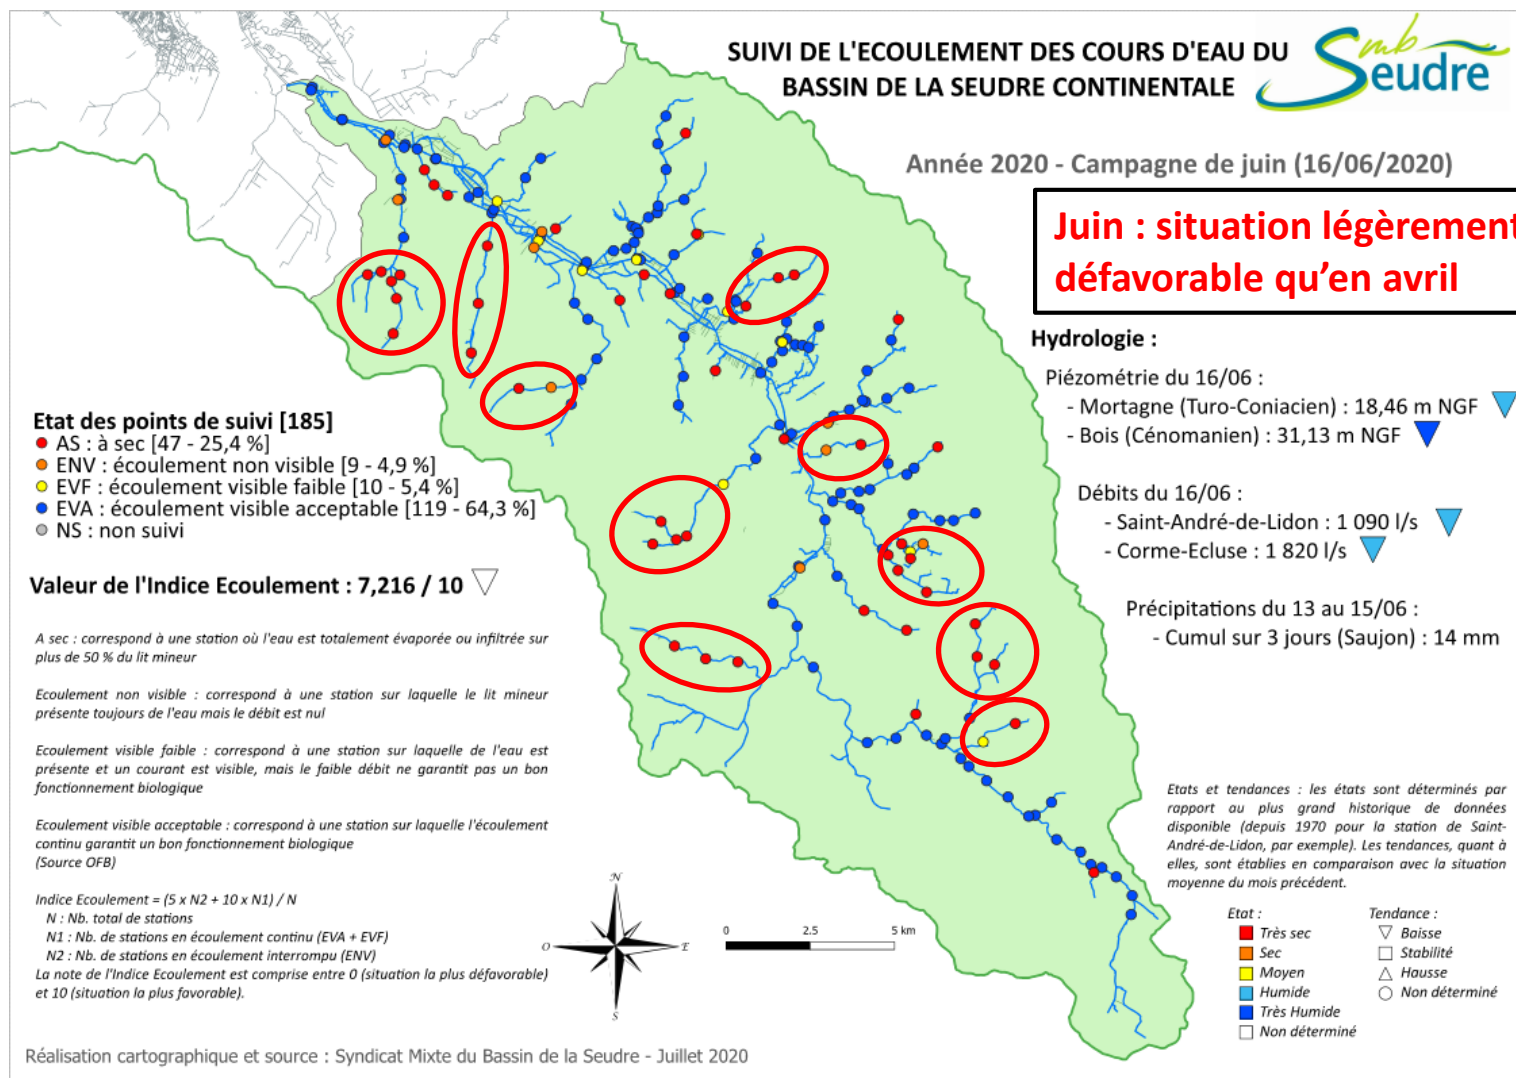 SUIVI DE L'ECOULEMENT DES COURS D'EAU DU
BASSIN DE LA SEUDRE CONTINENTALE
Smb
Seudre
Année 2020 - Campagne de juin (16/06/2020)
Juin : situation légèrement
défavorable qu'en avril
Hydrologie :
Piézométrie du 16/06 :
- Mortagne (Turo-Coniacien) : 18,46 m NGF
- Bois (Cénomanien) : 31,13 m NGF
Débits du 16/06 :
- Saint-André-de-Lidon : 1 090 l/s
- Corme-Ecluse : 1 820 l/s
Précipitations du 13 au 15/06 :
- Cumul sur 3 jours (Saujon) : 14 mm
Etat des points de suivi [185]
AS : à sec [47 - 25,4 %]
ENV : écoulement non visible [9 - 4,9 %]
EVF : écoulement visible faible [10 - 5,4 %]
EVA : écoulement visible acceptable [119 - 64,3 %]
NS : non suivi
Valeur de l'Indice Ecoulement : 7,216 / 10
A sec : correspond à une station où l'eau est totalement évaporée ou infiltrée sur
plus de 50 % du lit mineur
Ecoulement non visible : correspond à une station sur laquelle le lit mineur
présente toujours de l'eau mais le débit est nul
Ecoulement visible faible : correspond à une station sur laquelle de l'eau est
présente et un courant est visible, mais le faible débit ne garantit pas un bon
fonctionnement biologique
Ecoulement visible acceptable : correspond à une station sur laquelle l'écoulement
continu garantit un bon fonctionnement biologique
(Source OFB)
Indice Ecoulement = (5 x N2 + 10 x N1) / N
N : Nb. total de stations
N1 : Nb. de stations en écoulement continu (EVA + EVF)
N2 : Nb. de stations en écoulement interrompu (ENV)
La note de l'Indice Ecoulement est comprise entre 0 (situation la plus défavorable)
et 10 (situation la plus favorable).
N
O
E
S
0 2.5 5 km
Etats et tendances : les états sont déterminés par
rapport au plus grand historique de données
disponible (depuis 1970 pour la station de Saint-
André-de-Lidon, par exemple). Les tendances, quant à
elles, sont établies en comparaison avec la situation
moyenne du mois précédent.
Etat :
Très sec
Sec
Moyen
Humide
Très Humide
Non déterminé
Tendance :
Baisse
Stabilité
Hausse
Non déterminé
Réalisation cartographique et source : Syndicat Mixte du Bassin de la Seudre - Juillet 2020